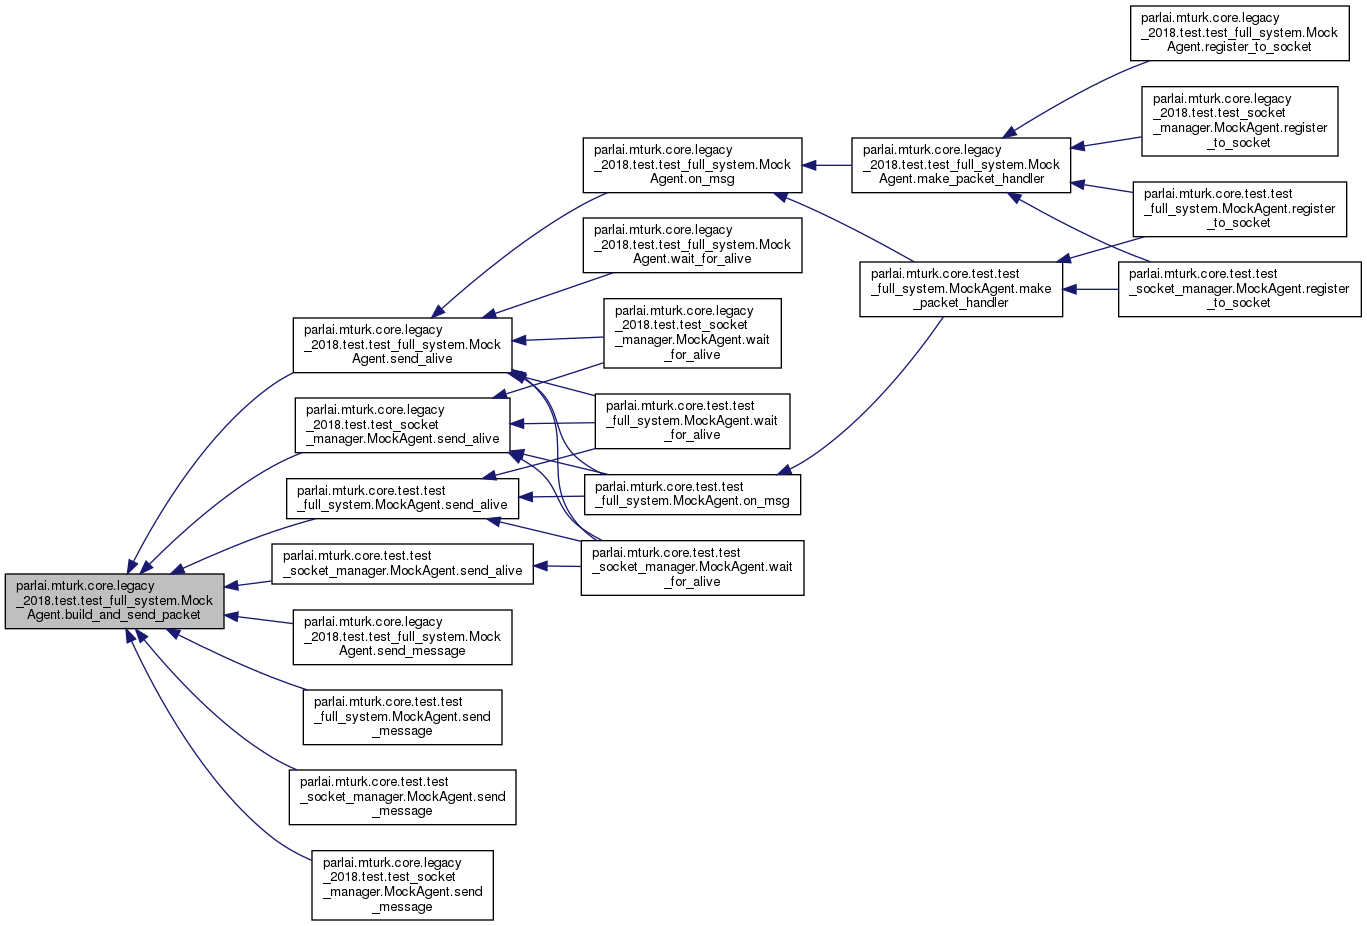 parlai.mturk.core.legacy
_2018.test.test_full_system.Mock
Agent.register_to_socket
parlai.mturk.core.legacy
_2018.test.test_socket
_manager.MockAgent.register
_to_socket
parlai.mturk.core.legacy
_2018.test.test_full_system.Mock
Agent.on_msg
parlai.mturk.core.legacy
_2018.test.test_full_system.Mock
Agent.make_packet_handler
parlai.mturk.core.test.test
_full_system.MockAgent.register
_to_socket
parlai.mturk.core.legacy
_2018.test.test_full_system.Mock
Agent.wait_for_alive
parlai.mturk.core.test.test
_full_system.MockAgent.make
_packet_handler
parlai.mturk.core.test.test
_socket_manager.MockAgent.register
_to_socket
parlai.mturk.core.legacy
_2018.test.test_socket
_manager.MockAgent.wait
_for_alive
parlai.mturk.core.legacy
_2018.test.test_full_system.Mock
Agent.send_alive
parlai.mturk.core.legacy
_2018.test.test_socket
_manager.MockAgent.send_alive
parlai.mturk.core.test.test
_full_system.MockAgent.wait
_for_alive
parlai.mturk.core.test.test
_full_system.MockAgent.send_alive
parlai.mturk.core.test.test
_full_system.MockAgent.on_msg
parlai.mturk.core.test.test
_socket_manager.MockAgent.send_alive
parlai.mturk.core.test.test
_socket_manager.MockAgent.wait
_for_alive
parlai.mturk.core.legacy
_2018.test.test_full_system.Mock
Agent.build_and_send_packet
parlai.mturk.core.legacy
_2018.test.test_full_system.Mock
Agent.send_message
parlai.mturk.core.test.test
_full_system.MockAgent.send
_message
parlai.mturk.core.test.test
_socket_manager.MockAgent.send
_message
parlai.mturk.core.legacy
_2018.test.test_socket
_manager.MockAgent.send
_message